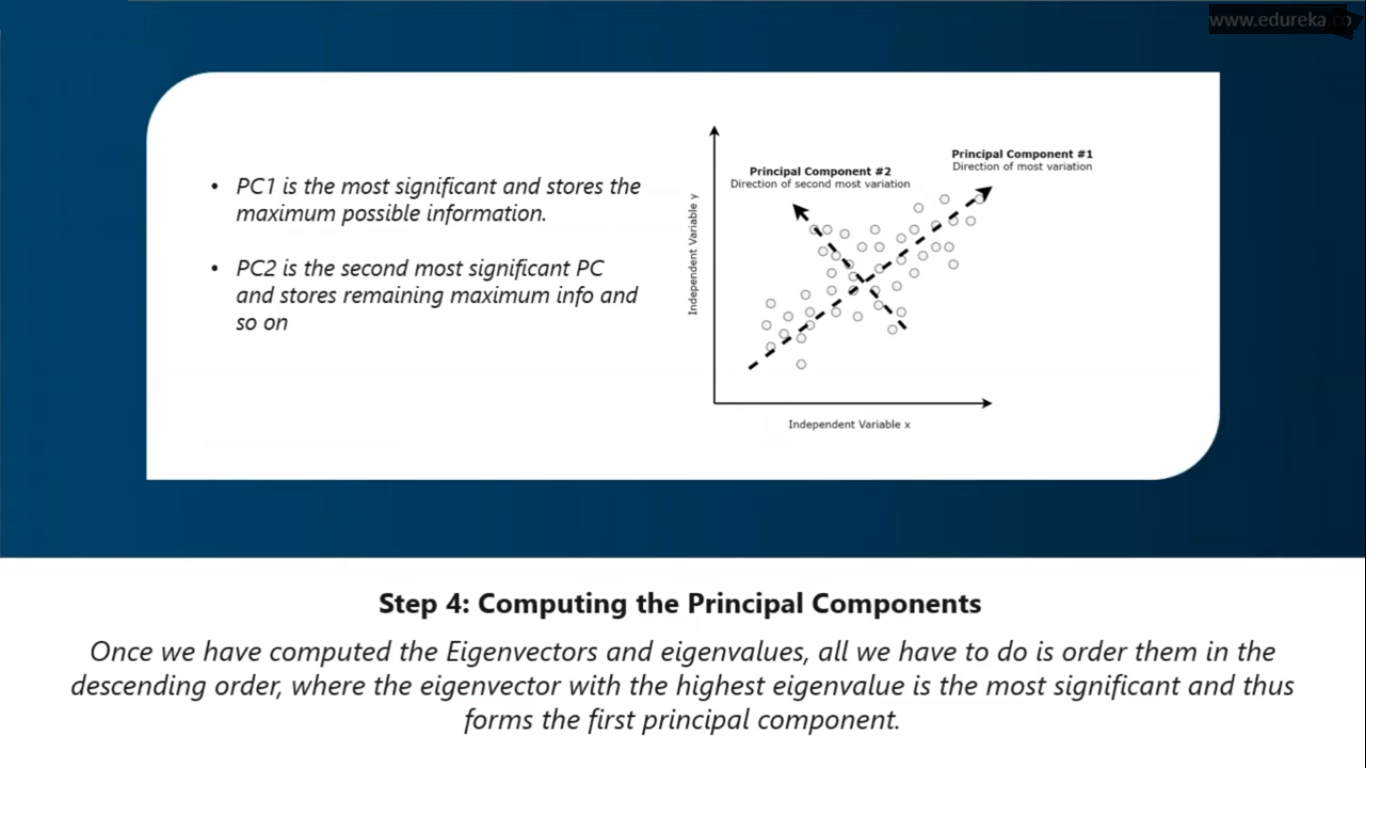 www.edureka.co
• PC1 is the most significant and stores the
maximum possible information.
• PC2 is the second most significant PC
and stores remaining maximum info and
so on
Principal Component #1
Direction of most variation
Principal Component #2
Direction of second most variation
Independent Variable y
Independent Variable x
Step 4: Computing the Principal Components
Once we have computed the Eigenvectors and eigenvalues, all we have to do is order them in the
descending order, where the eigenvector with the highest eigenvalue is the most significant and thus
forms the first principal component.